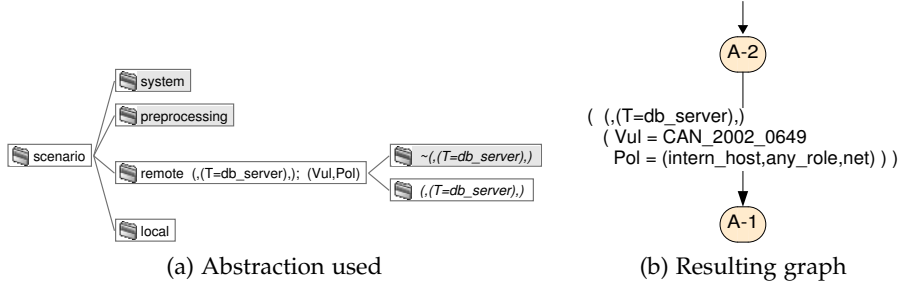 system
preprocessing
scenario
~(,(T=db_server),)
remote (,(T=db_server),); (Vul,Pol)
(,(T=db_server),)
local
(a) Abstraction used
A-2
( (,(T=db_server),)
( Vul = CAN_2002_0649
Pol = (intern_host,any_role,net) ) )
A-1
(b) Resulting graph